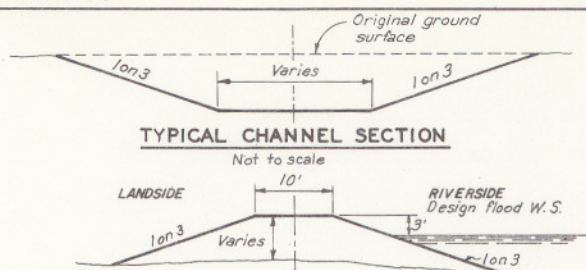 Original ground
surface
1 on 3
Varies
1 on 3
TYPICAL CHANNEL SECTION
Not to scale
LANDSIDE
10'
RIVERSIDE
Design flood W.S.
3'
1 on 3
Varies
1 on 3